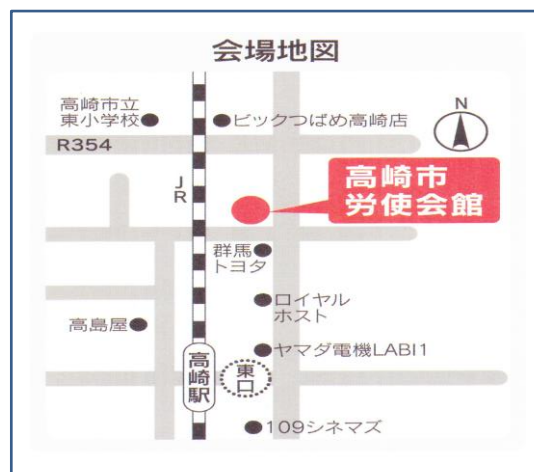 会場地図
高崎市立
東小学校
ビックつばめ高崎店
N
R354
JR
高崎市
労使会館
群馬
トヨタ
ロイヤル
ホスト
高島屋
ヤマダ電機LABI1
高崎駅
東口
109シネマズ